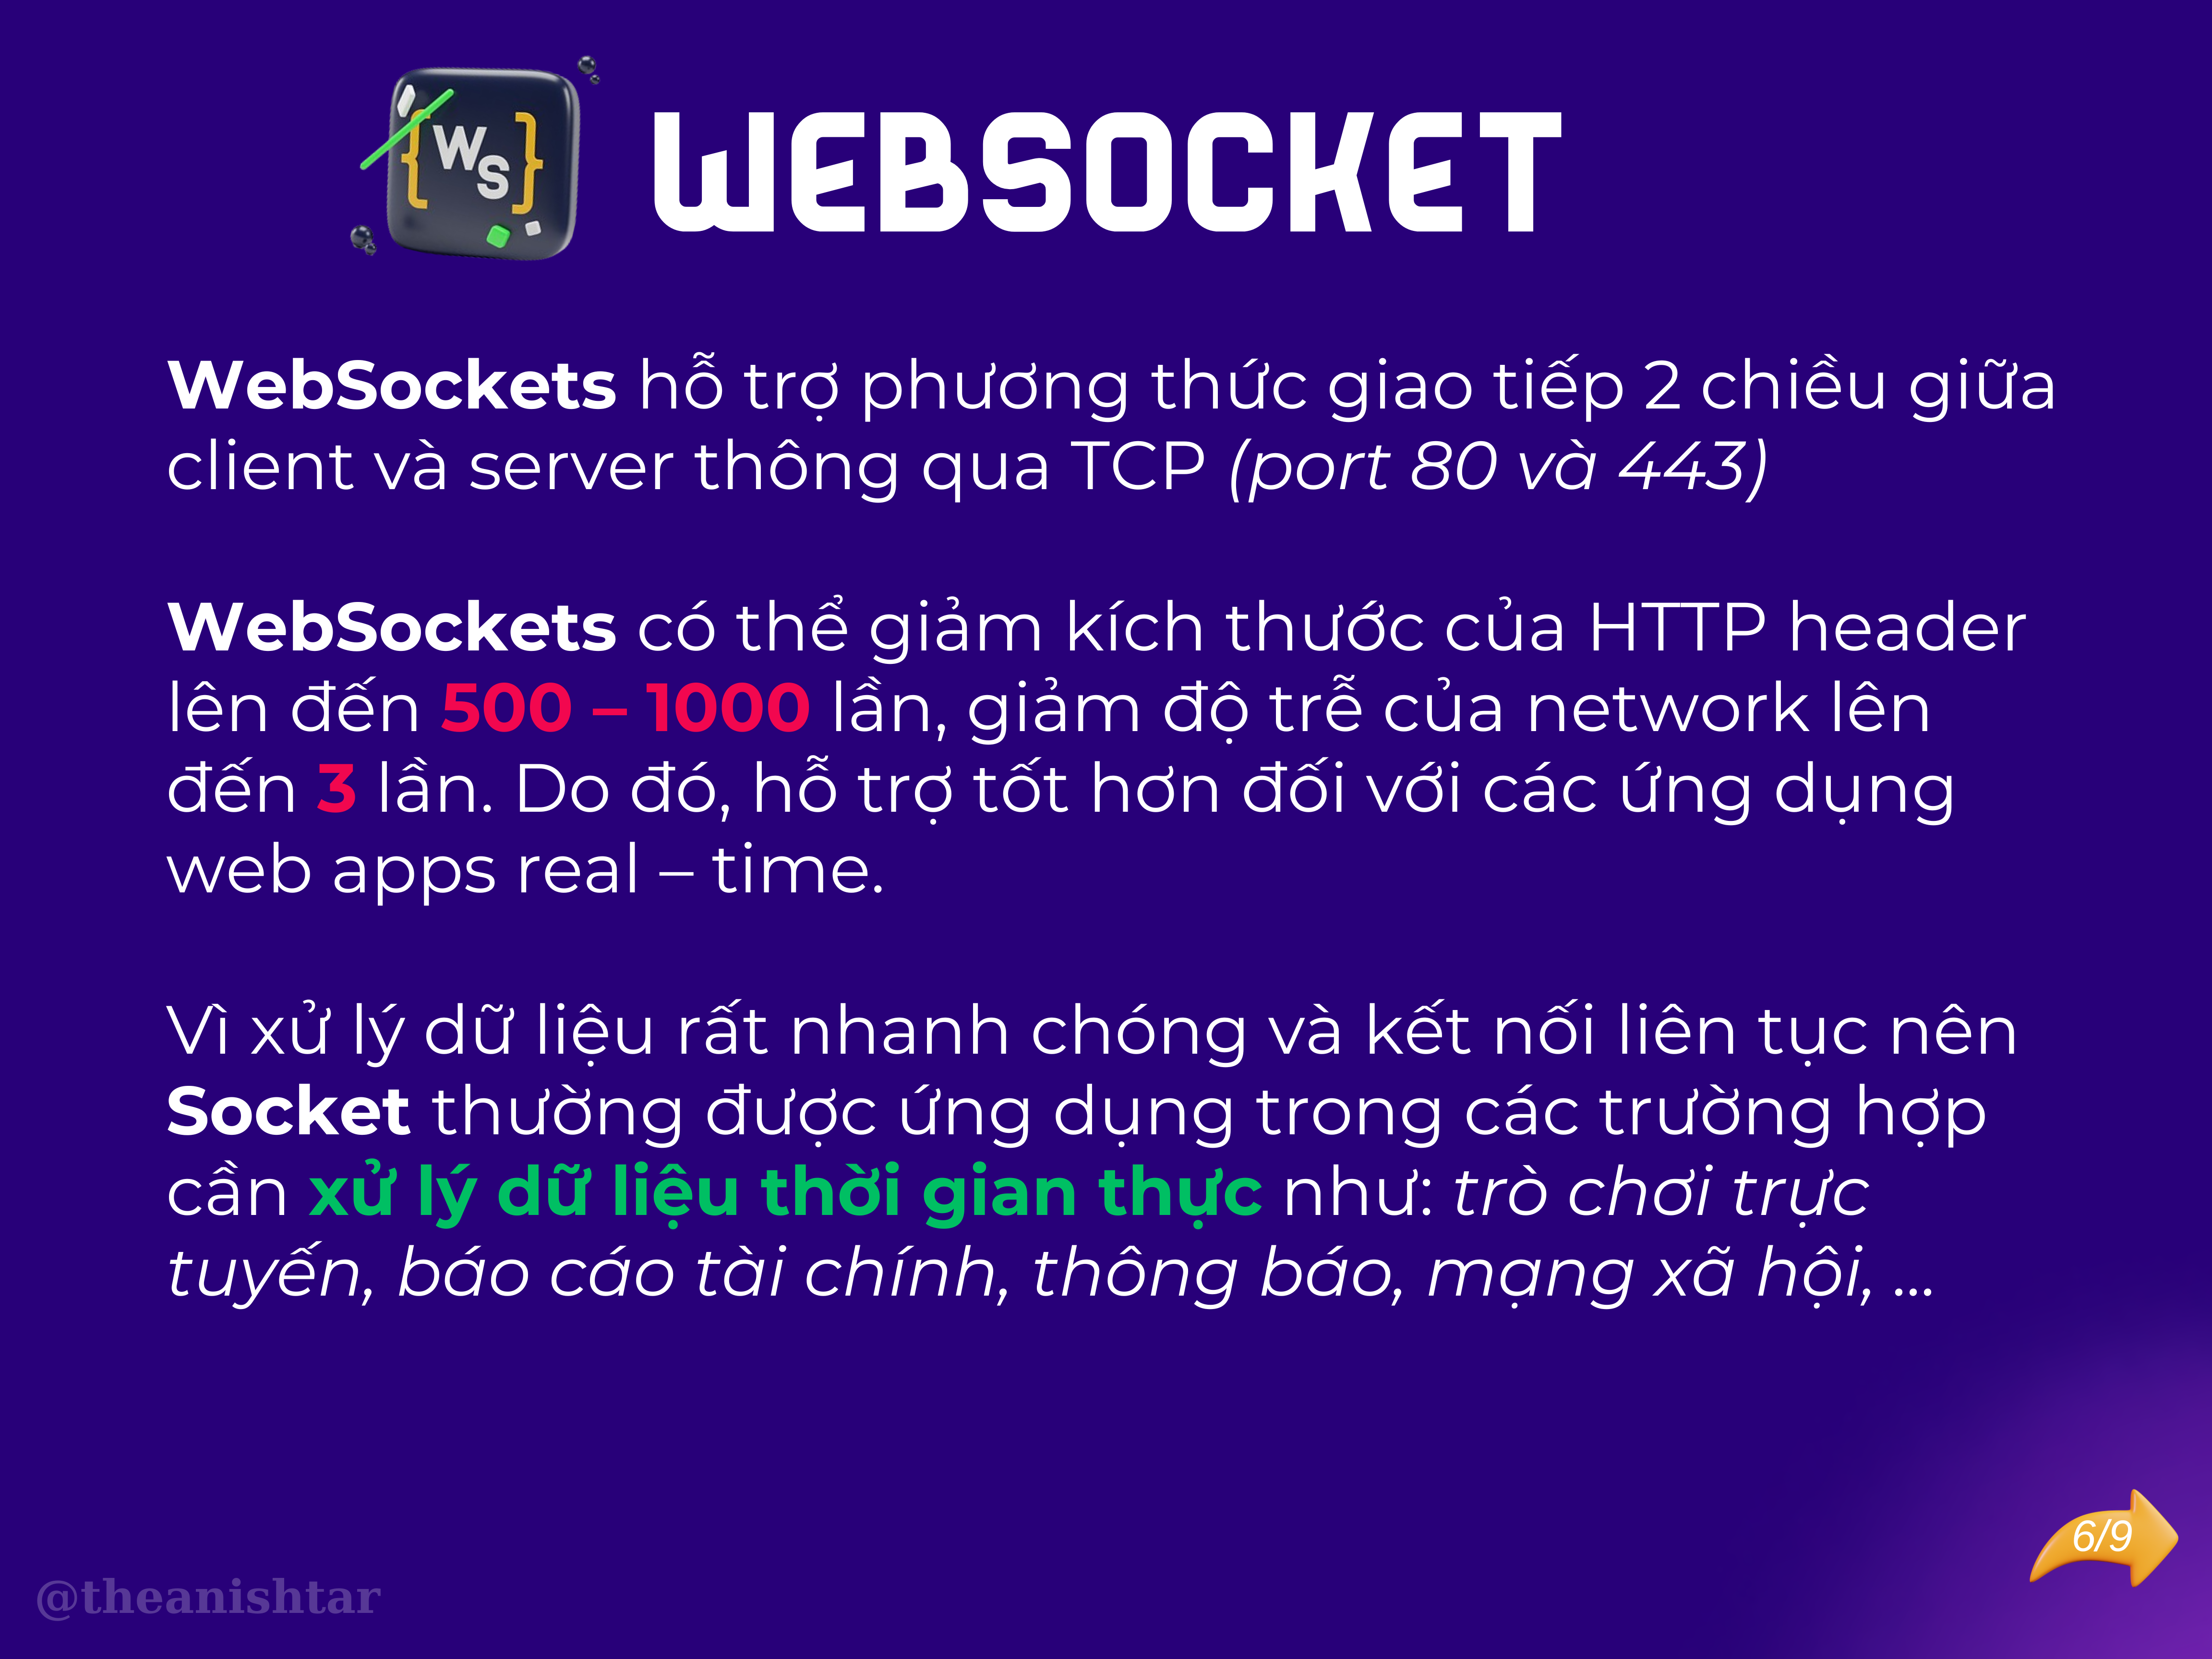 {WS}
WEBSOCKET
WebSockets hỗ trợ phương thức giao tiếp 2 chiều giữa
client và server thông qua TCP (port 80 và 443)
WebSockets có thể giảm kích thước của HTTP header
lên đến 500 – 1000 lần, giảm độ trễ của network lên
đến 3 lần. Do đó, hỗ trợ tốt hơn đối với các ứng dụng
web apps real – time.
Vì xử lý dữ liệu rất nhanh chóng và kết nối liên tục nên
Socket thường được ứng dụng trong các trường hợp
cần xử lý dữ liệu thời gian thực như: trò chơi trực
tuyến, báo cáo tài chính, thông báo, mạng xã hội, ...
6/9
@theanishtar